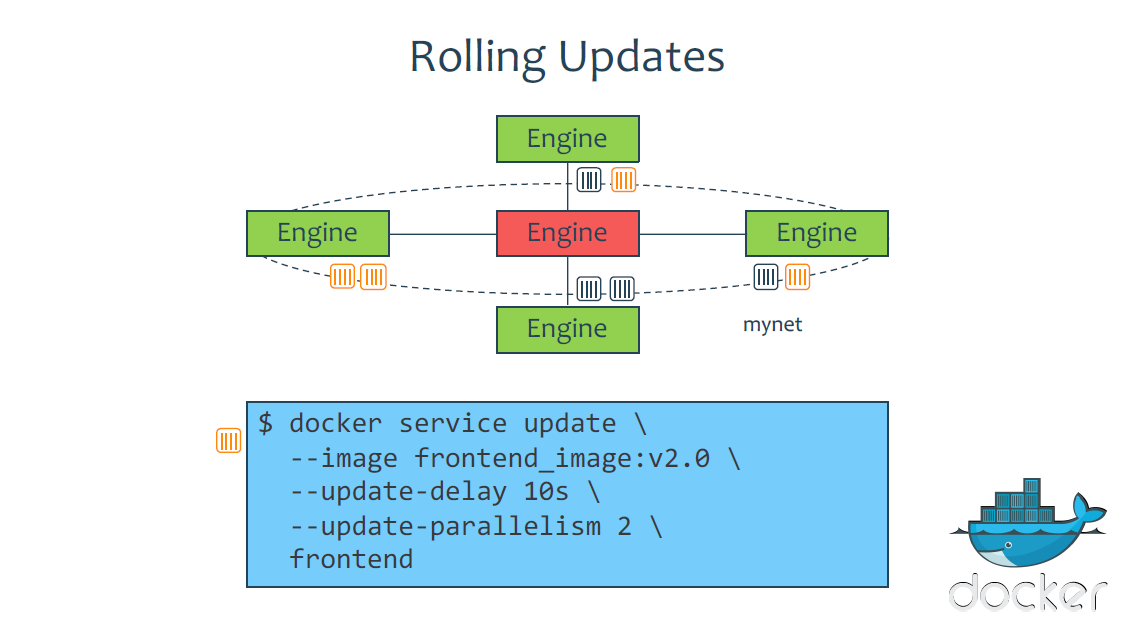 Rolling Updates
Engine
Engine
Engine
Engine
Engine
mynet
$ docker service update \
--image frontend_image:v2.0 \
--update-delay 10s \
--update-parallelism 2 \
frontend
docker